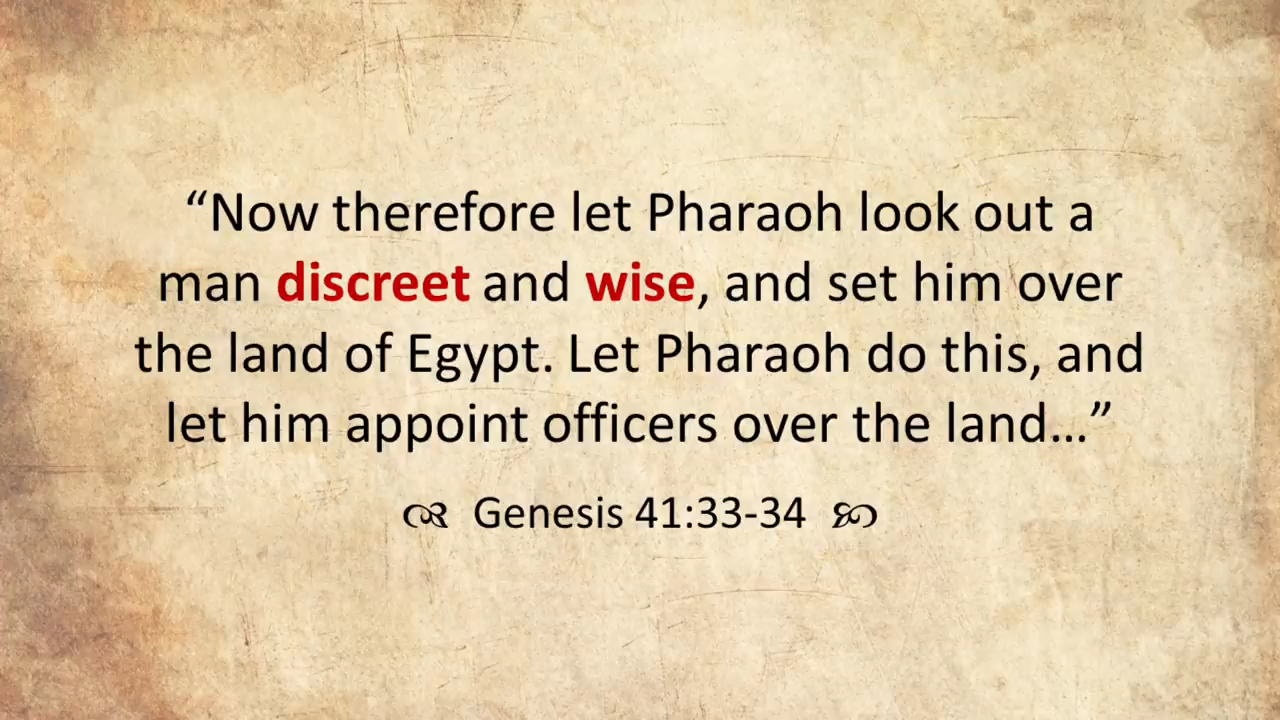 “Now therefore let Pharaoh look out a
man discreet and wise, and set him over
the land of Egypt. Let Pharaoh do this, and
let him appoint officers over the land...”
Genesis 41:33-34